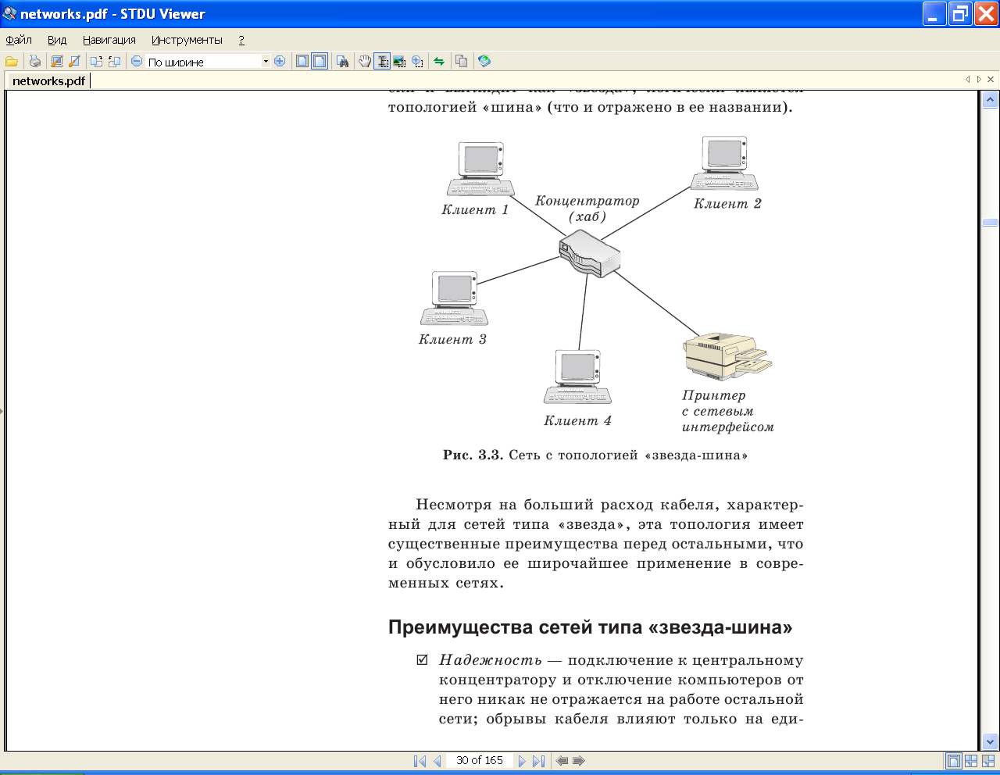 networks.pdf - STDU Viewer
Файл Вид Навигация Инструменты ?
По ширине
networks.pdf
топологией «шина» (что и отражено в ее названии).
Клиент 1
Клиент 2
Концентратор
(хаб)
Клиент 3
Клиент 4
Принтер
с сетевым
интерфейсом
Рис. 3.3. Сеть с топологией «звезда-шина»
Несмотря на больший расход кабеля, характер-
ный для сетей типа «звезда», эта топология имеет
существенные преимущества перед остальными, что
и обусловило ее широчайшее применение в совре-
менных сетях.
Преимущества сетей типа «звезда-шина»
Надежность — подключение к центральному
концентратору и отключение компьютеров от
него никак не отражается на работе остальной
сети; обрывы кабеля влияют только на еди-
30 of 165